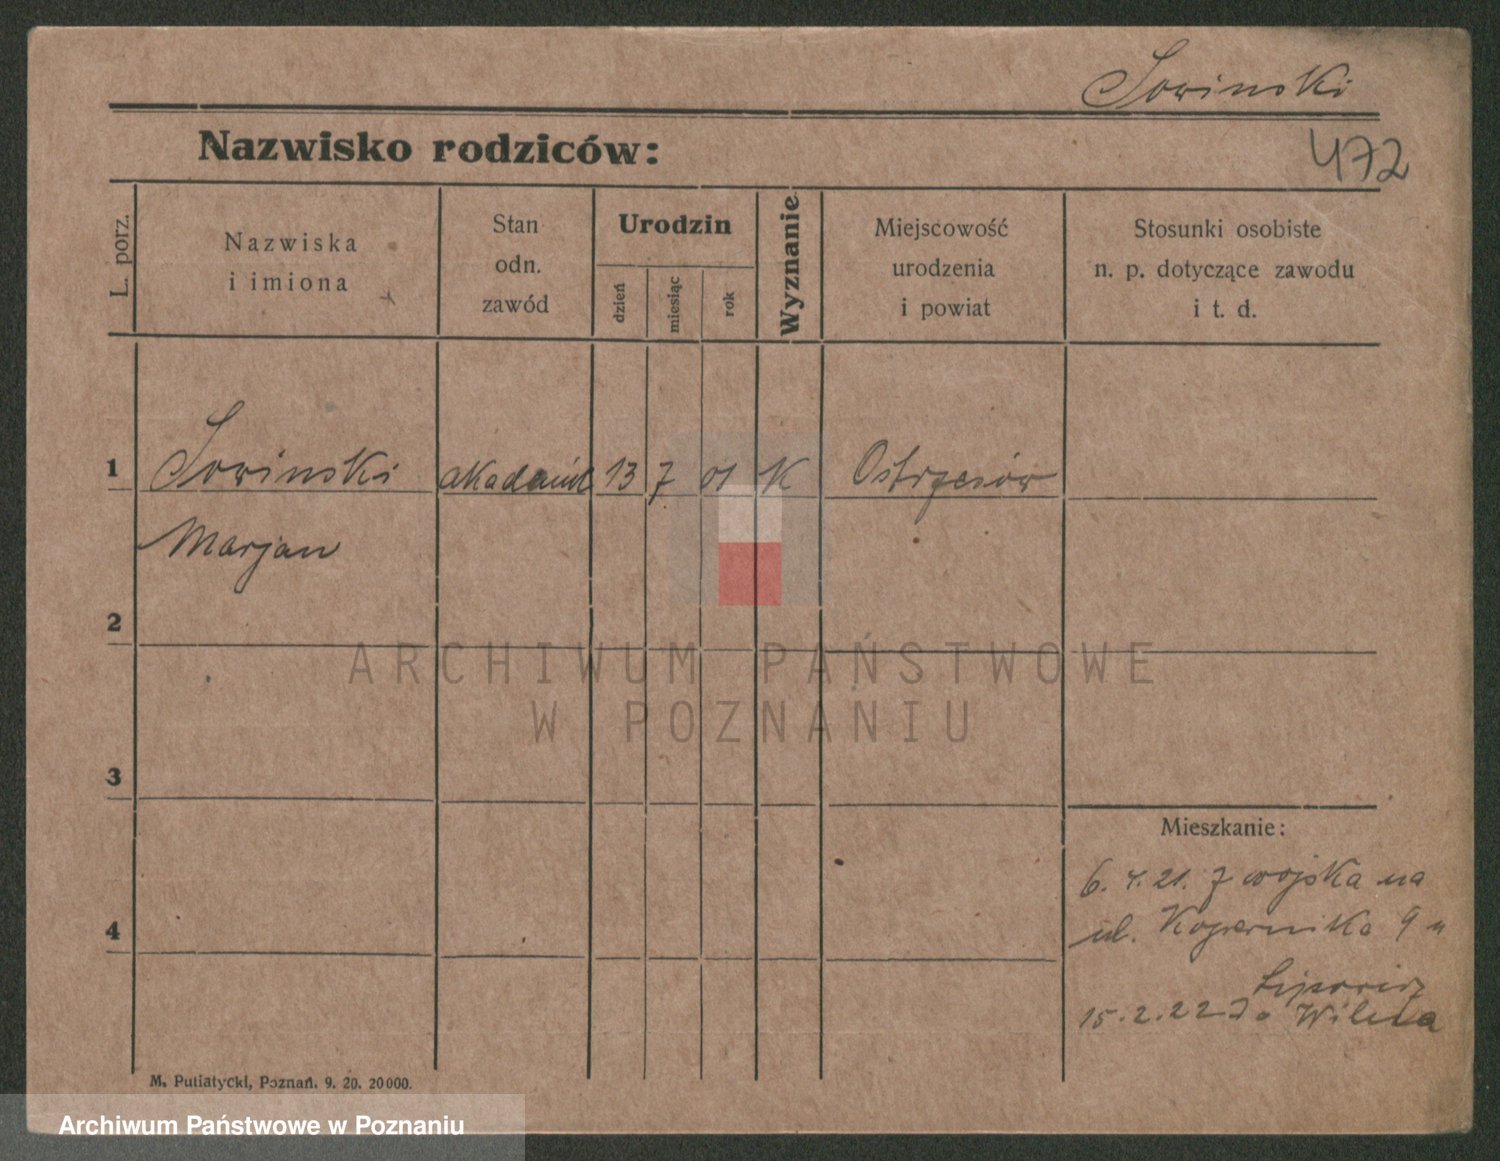 Sowinski
472
Nazwisko rodziców:
L. porz.
Nazwiska
i imiona
Stan
odn.
zawód
Urodzin
dzień
miesiąc
rok
Wyznanie
Miejscowość
urodzenia
i powiat
Stosunki osobiste
n. p. dotyczące zawodu
i t. d.
1
Sowinski akademik 13 7 01 K Ostrzeszów
Marjan
2
3
4
Mieszkanie:
6. 4. 21. z wojska na
ul. Kopernika 9 u
15.2.22 do Wilna
M. Putiatycki, Poznań. 9. 20. 20000.
ARCHIWUM PAŃSTWOWE
W POZNANIU
Archiwum Państwowe w Poznaniu